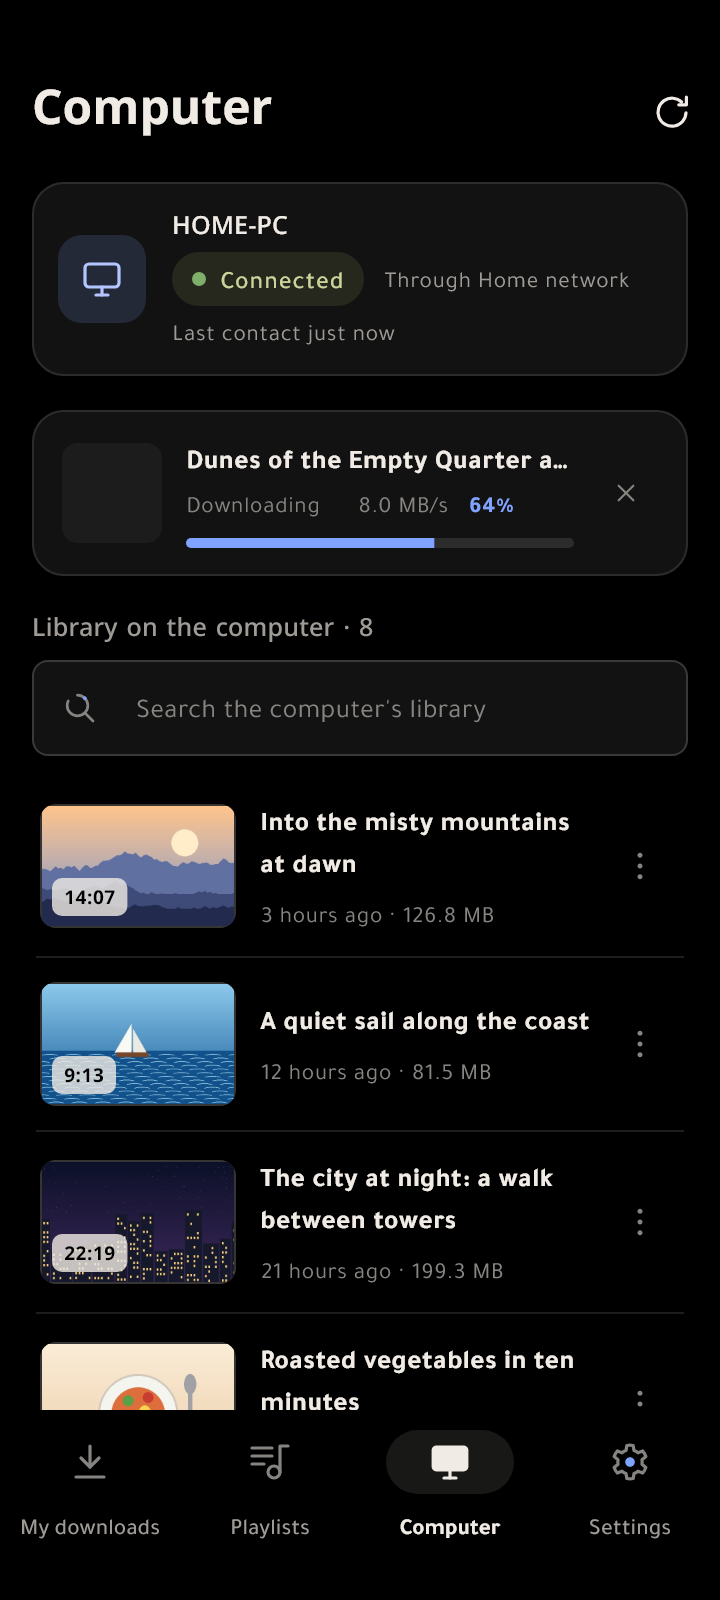 Computer
HOME-PC
Connected
Through Home network
Last contact just now
Dunes of the Empty Quarter a…
Downloading 8.0 MB/s 64%
Library on the computer · 8
Search the computer's library
Into the misty mountains
at dawn
14:07
3 hours ago · 126.8 MB
A quiet sail along the coast
9:13
12 hours ago · 81.5 MB
The city at night: a walk
between towers
22:19
21 hours ago · 199.3 MB
Roasted vegetables in ten
minutes
My downloads
Playlists
Computer
Settings